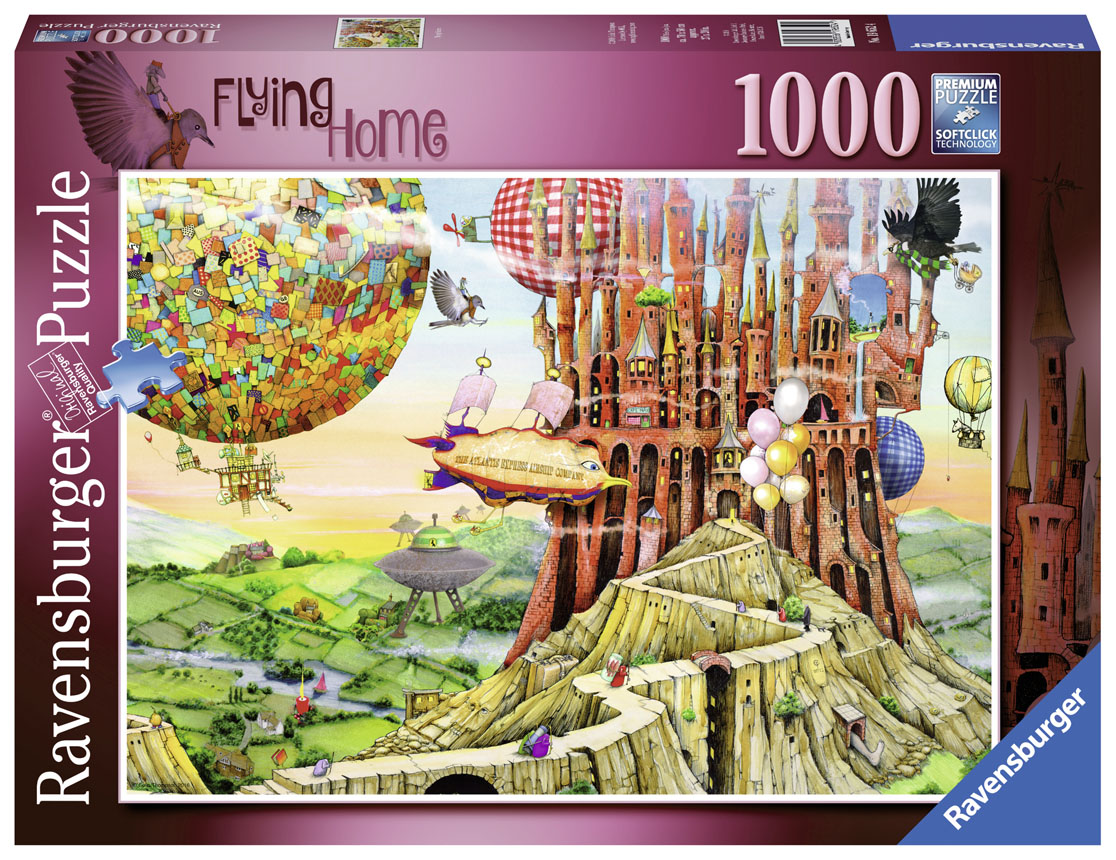 1000
Ravensburger Puzzle
Ravensburger
Flying
Home
1000
PREMIUM
PUZZLE
SOFTCLICK
TECHNOLOGY
Ravensburger® Puzzle
Ravensburger
Quality
THE ATLANTIS EXPRESS AIRSHIP COMPANY
Ravensburger